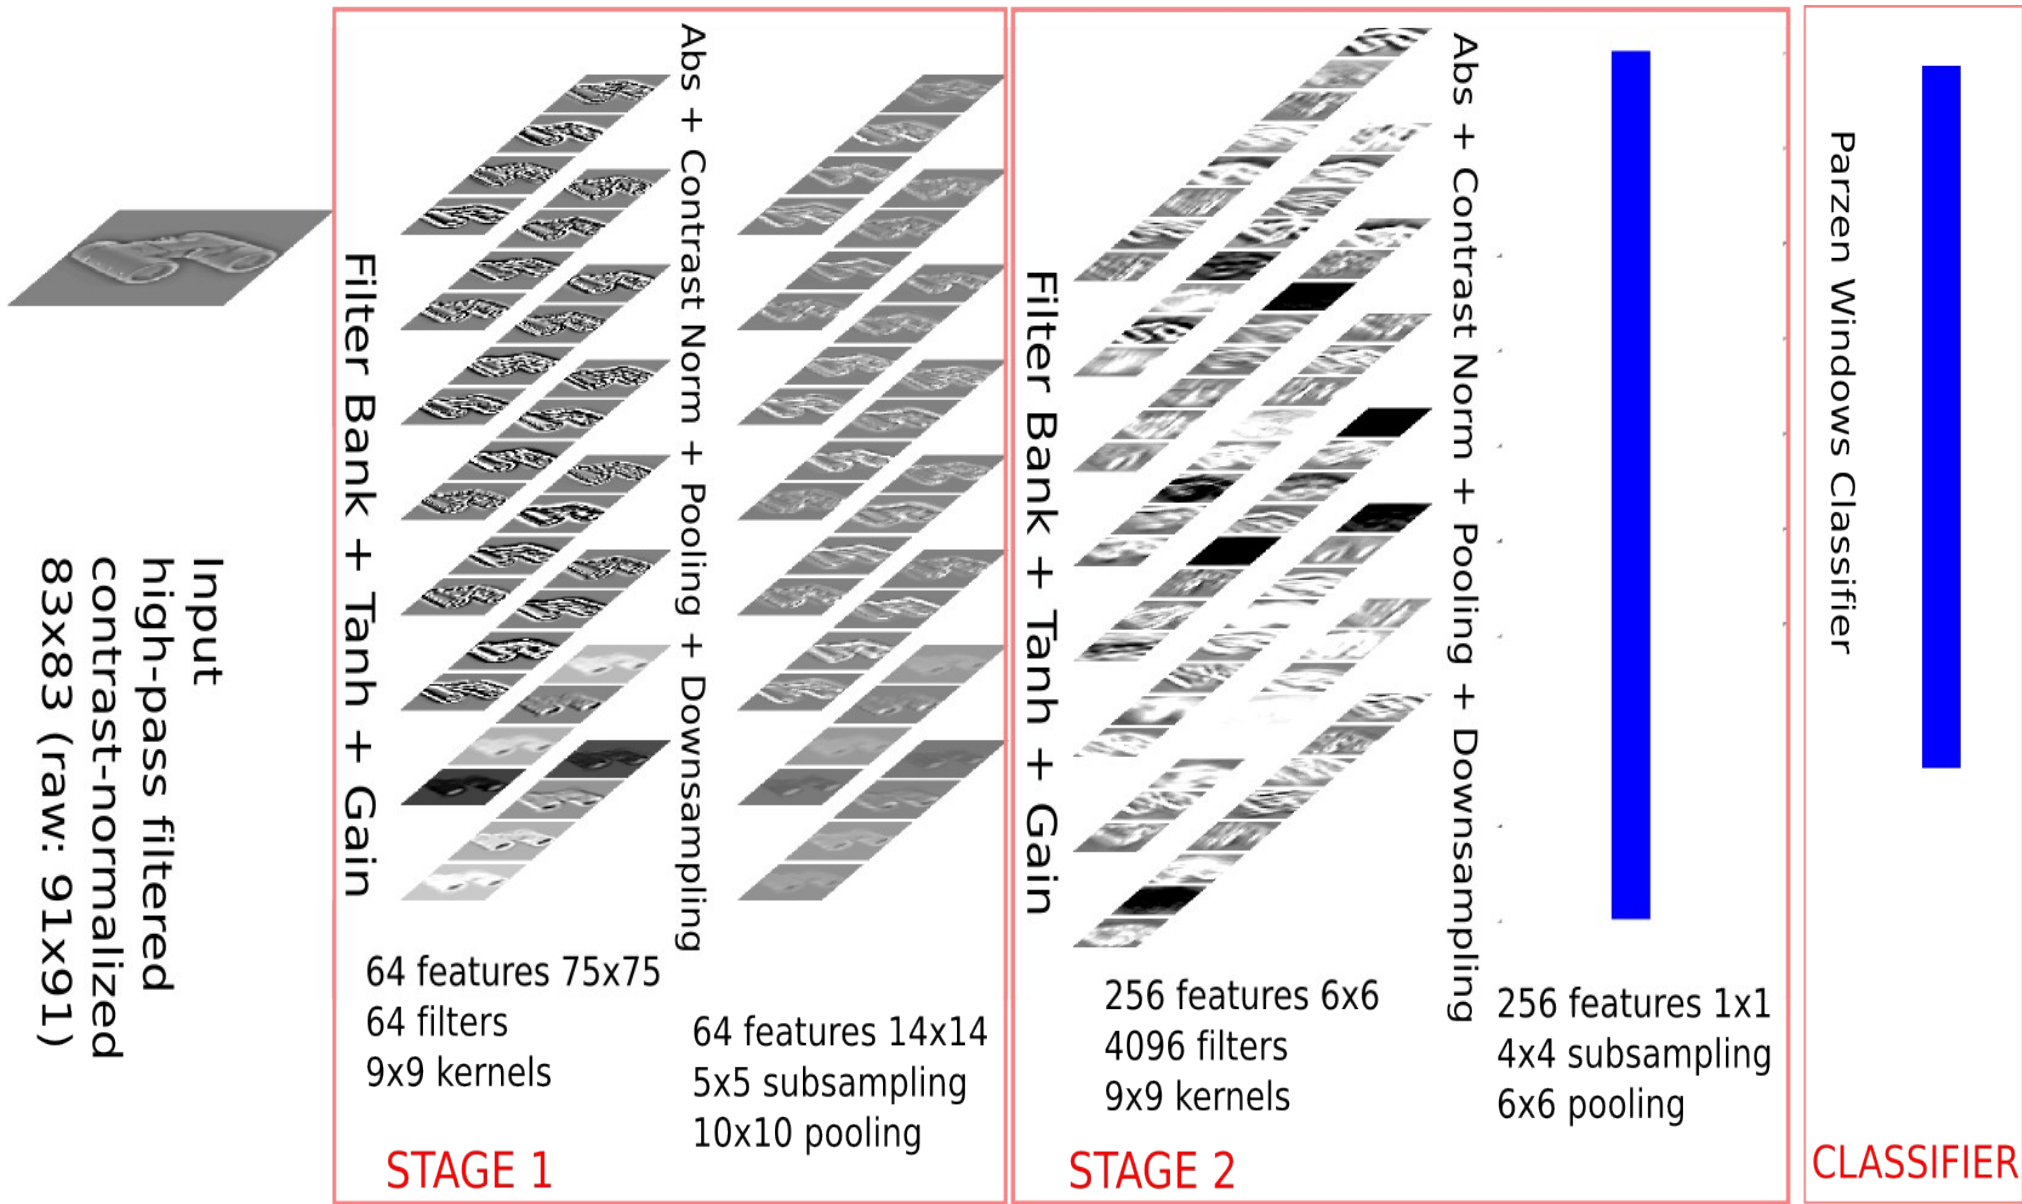 Input
high-pass filtered
contrast-normalized
83x83 (raw: 91x91)
Filter Bank + Tanh + Gain
64 features 75x75
64 filters
9x9 kernels
Abs + Contrast Norm + Pooling + Downsampling
64 features 14x14
5x5 subsampling
10x10 pooling
STAGE 1
Filter Bank + Tanh + Gain
256 features 6x6
4096 filters
9x9 kernels
Abs + Contrast Norm + Pooling + Downsampling
256 features 1x1
4x4 subsampling
6x6 pooling
STAGE 2
Parzen Windows Classifier
CLASSIFIER